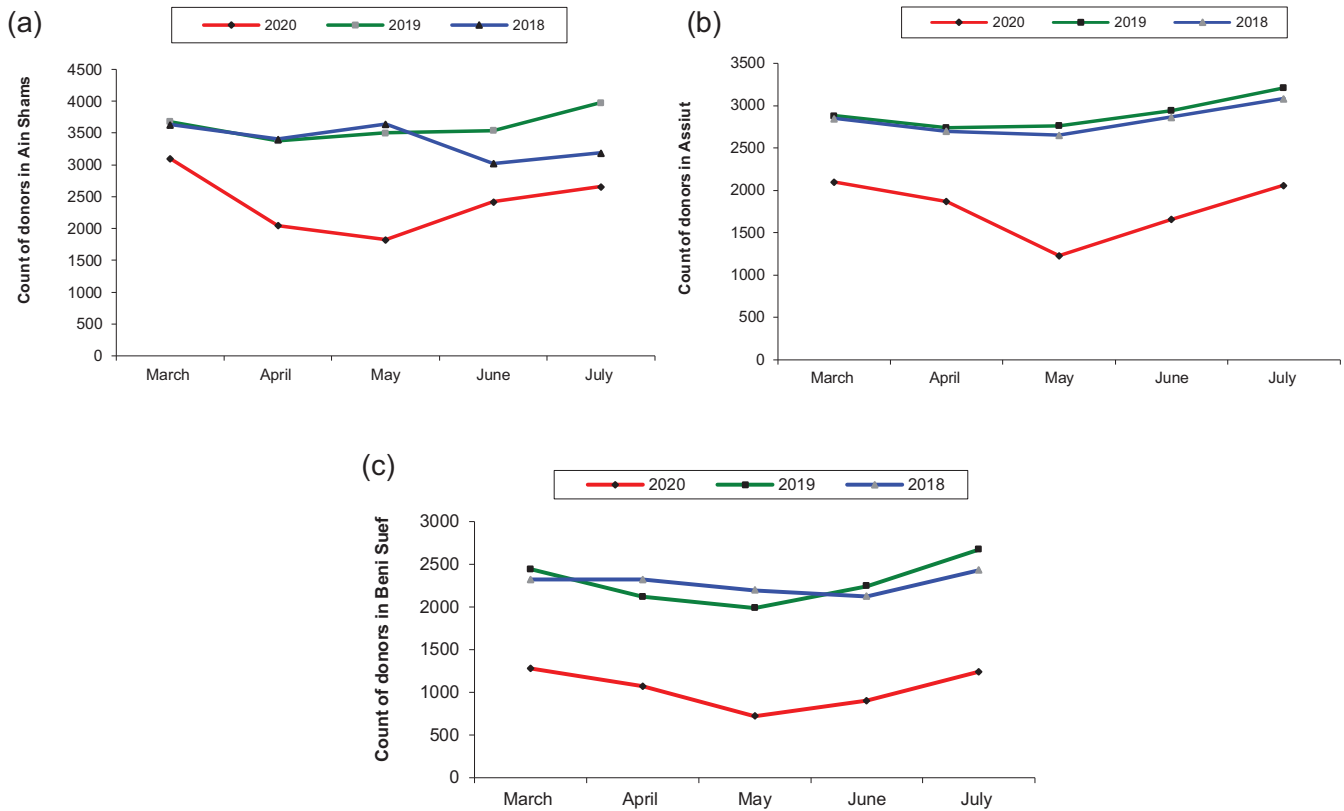 (a)
2020 2019 2018
Count of donors in Ain Shams
4500
4000
3500
3000
2500
2000
1500
1000
500
0
March April May June July
(b)
2020 2019 2018
Count of donors in Assiut
3500
3000
2500
2000
1500
1000
500
0
March April May June July
(c)
2020 2019 2018
Count of donors in Beni Suef
3000
2500
2000
1500
1000
500
0
March April May June July